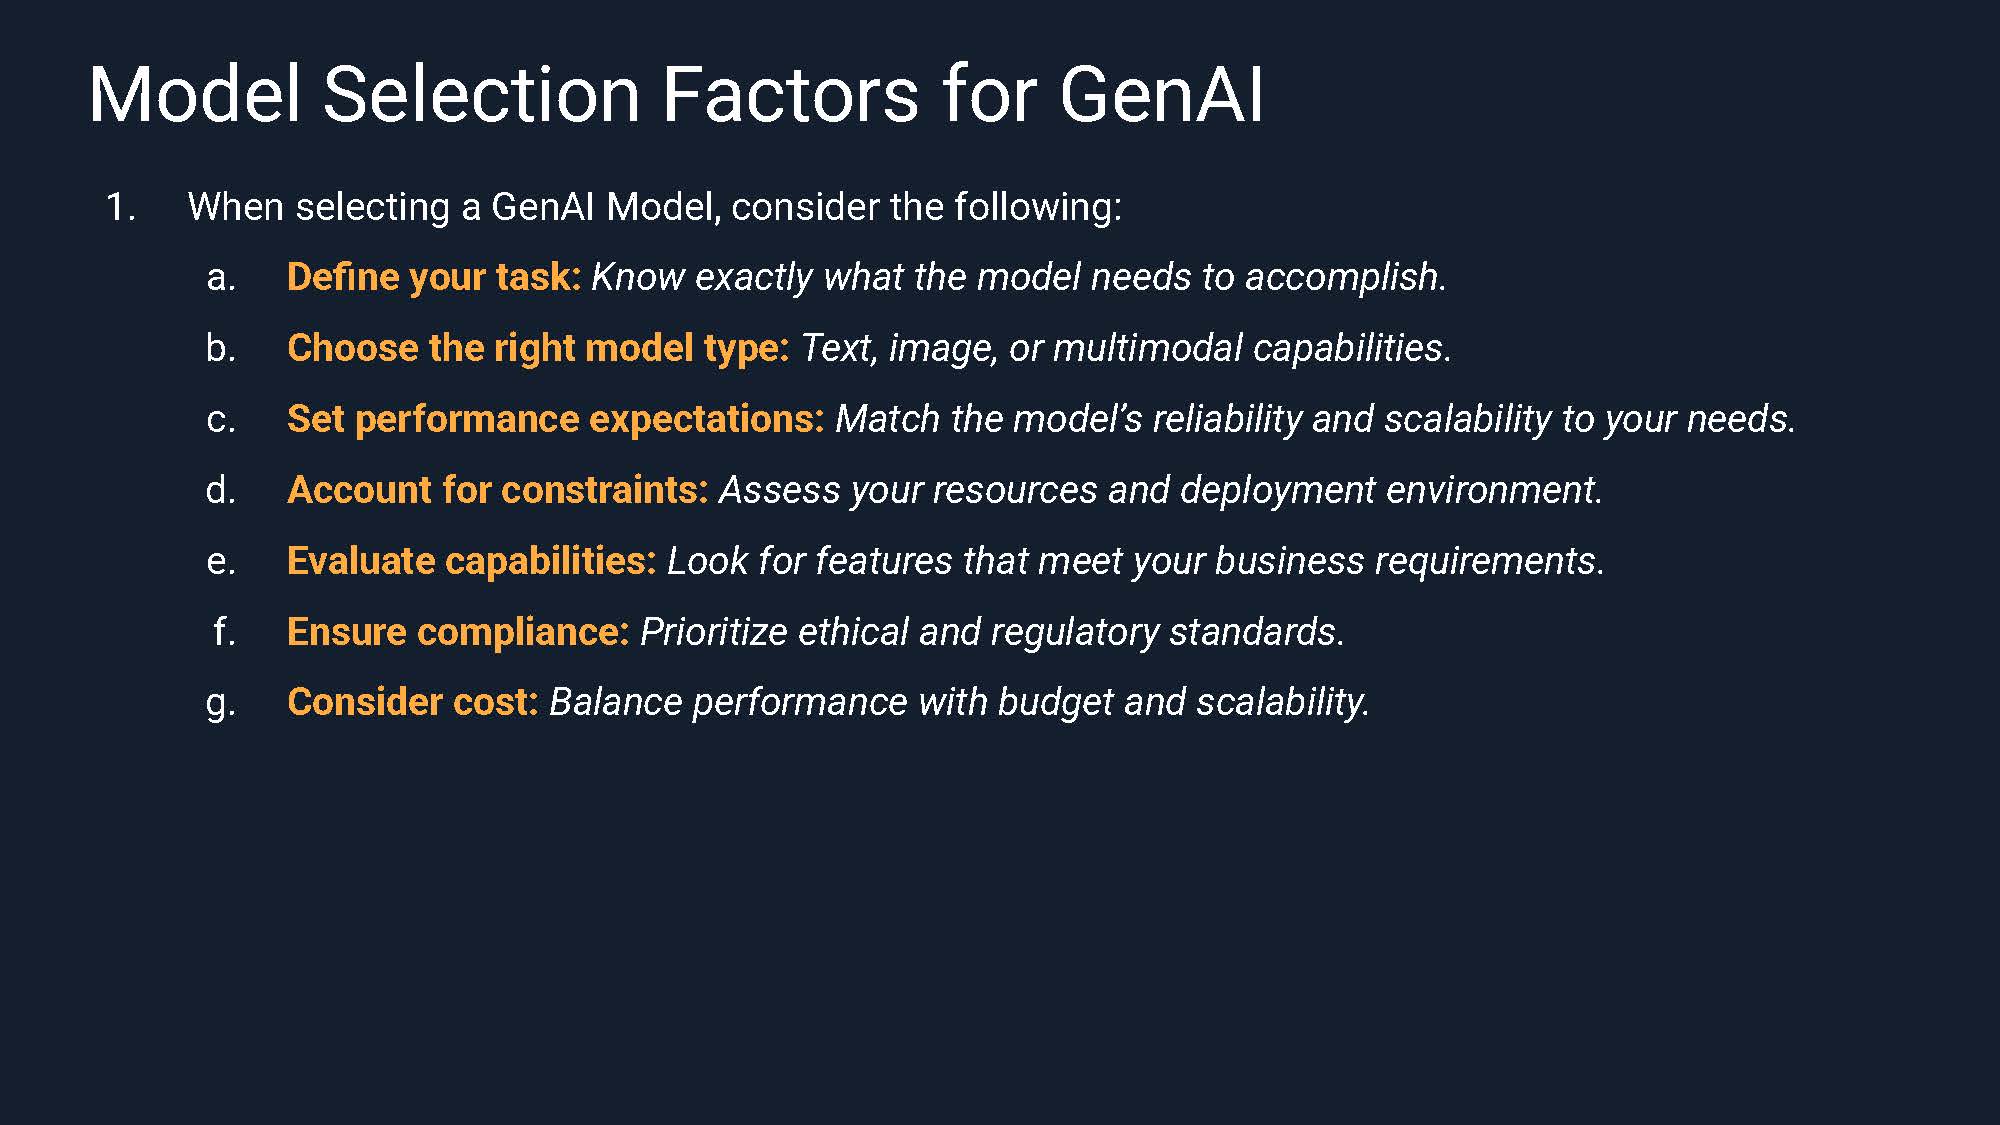 Model Selection Factors for GenAI
1. When selecting a GenAI Model, consider the following:
a. Define your task: Know exactly what the model needs to accomplish.
b. Choose the right model type: Text, image, or multimodal capabilities.
c. Set performance expectations: Match the model’s reliability and scalability to your needs.
d. Account for constraints: Assess your resources and deployment environment.
e. Evaluate capabilities: Look for features that meet your business requirements.
f. Ensure compliance: Prioritize ethical and regulatory standards.
g. Consider cost: Balance performance with budget and scalability.